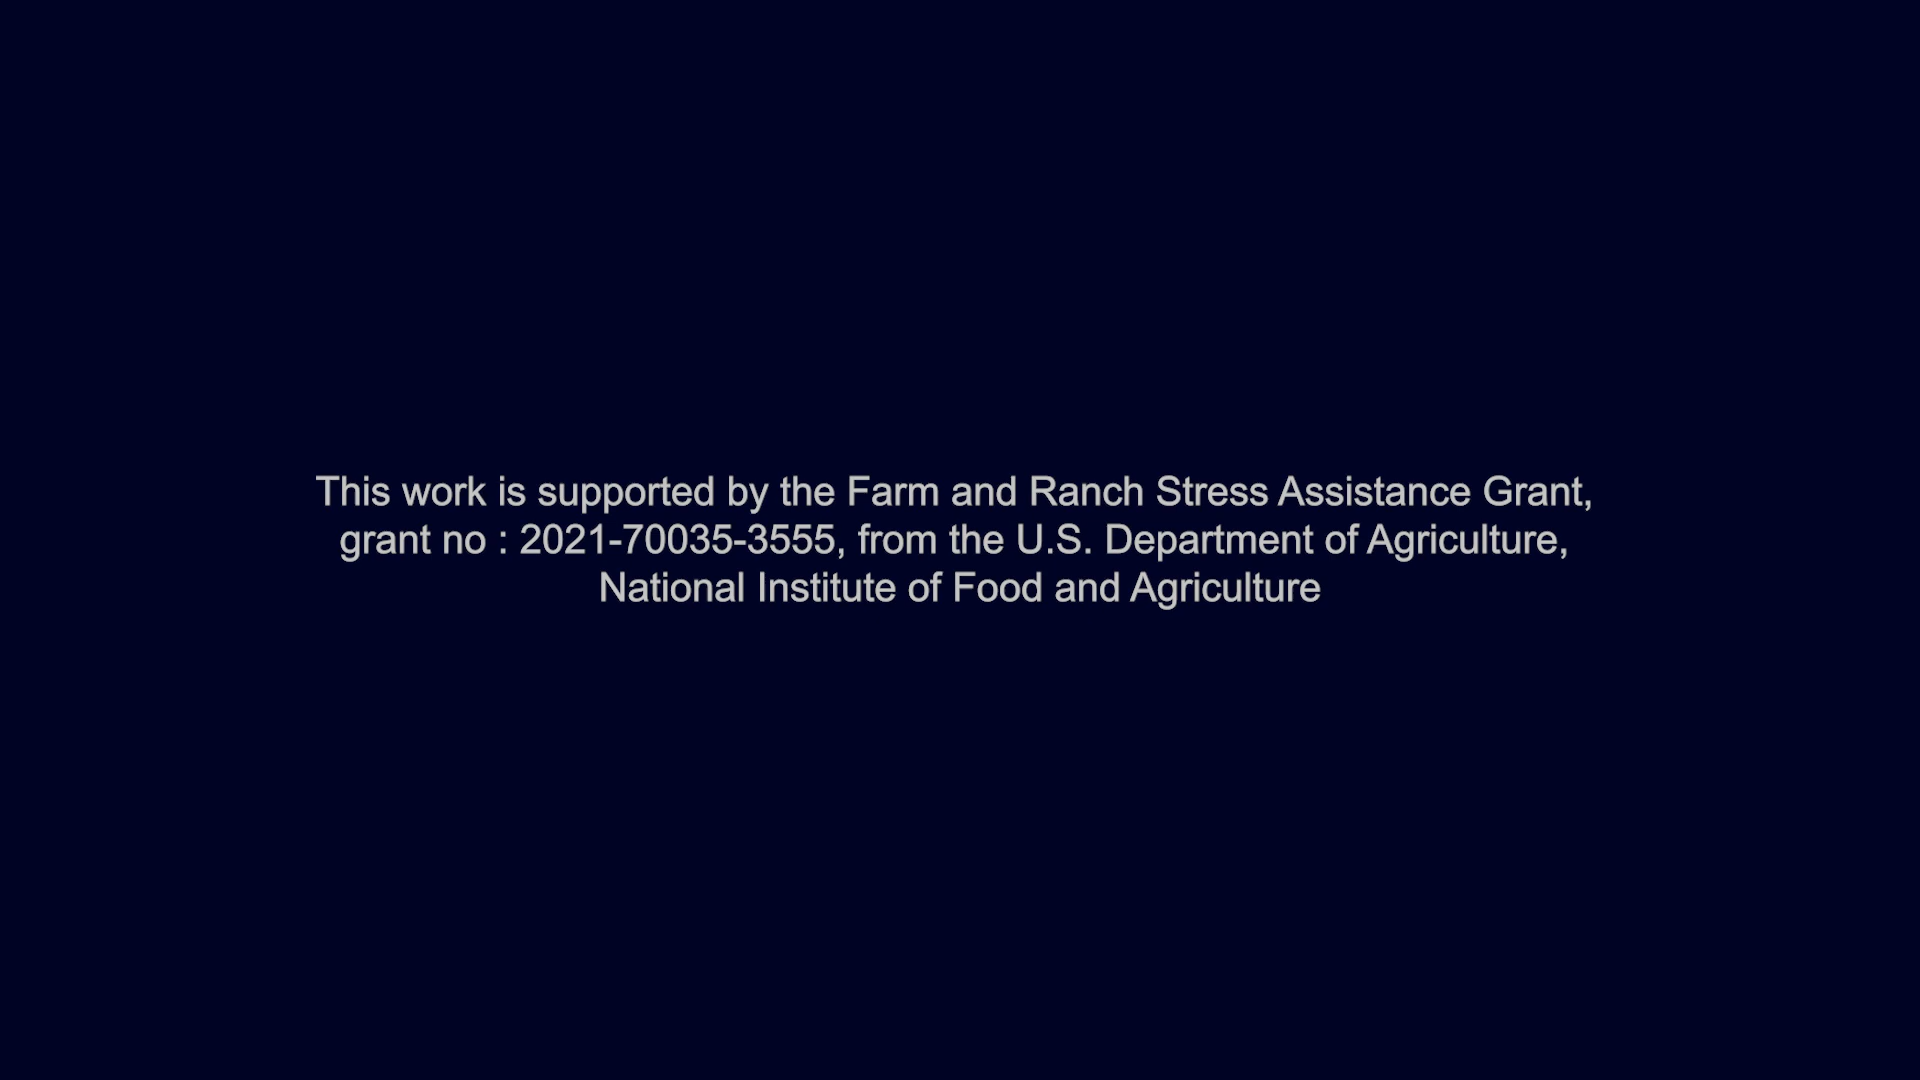 This work is supported by the Farm and Ranch Stress Assistance Grant,
grant no : 2021-70035-3555, from the U.S. Department of Agriculture,
National Institute of Food and Agriculture